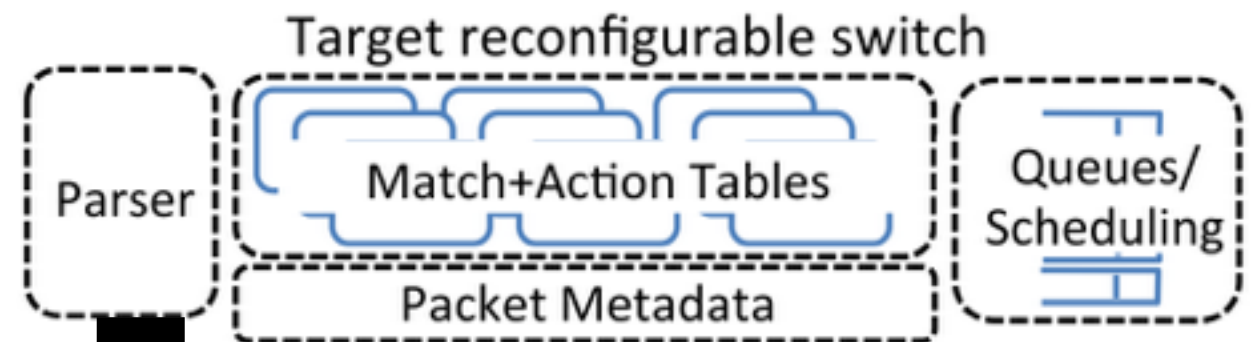 Target reconfigurable switch
Parser
Match+Action Tables
Packet Metadata
Queues/
Scheduling